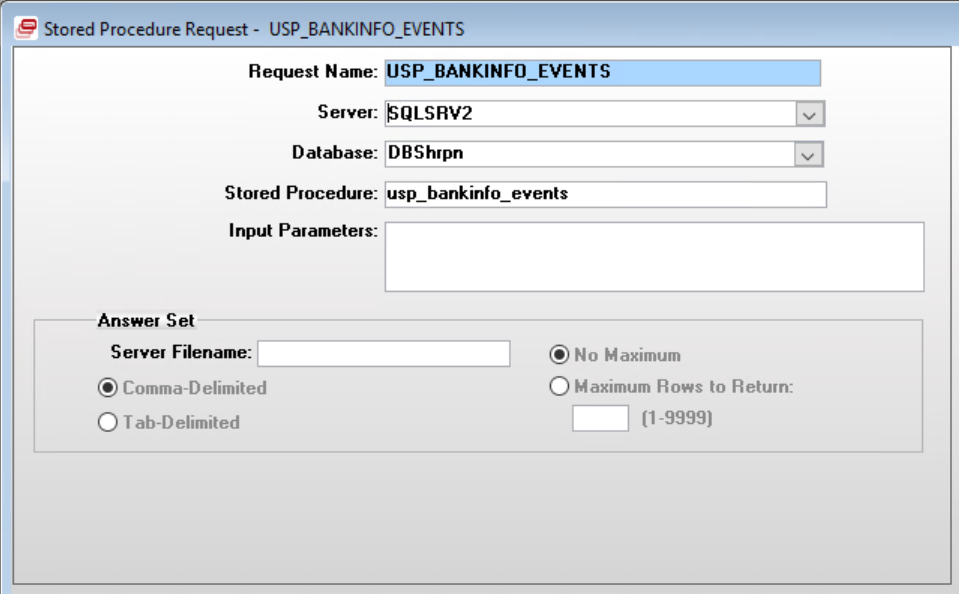 Stored Procedure Request - USP_BANKINFO_EVENTS
Request Name: USP_BANKINFO_EVENTS
Server: SQLSRV2
Database: DBShrpn
Stored Procedure: usp_bankinfo_events
Input Parameters:
Answer Set
Server Filename:
No Maximum
Comma-Delimited
Maximum Rows to Return:
Tab-Delimited
(1-9999)